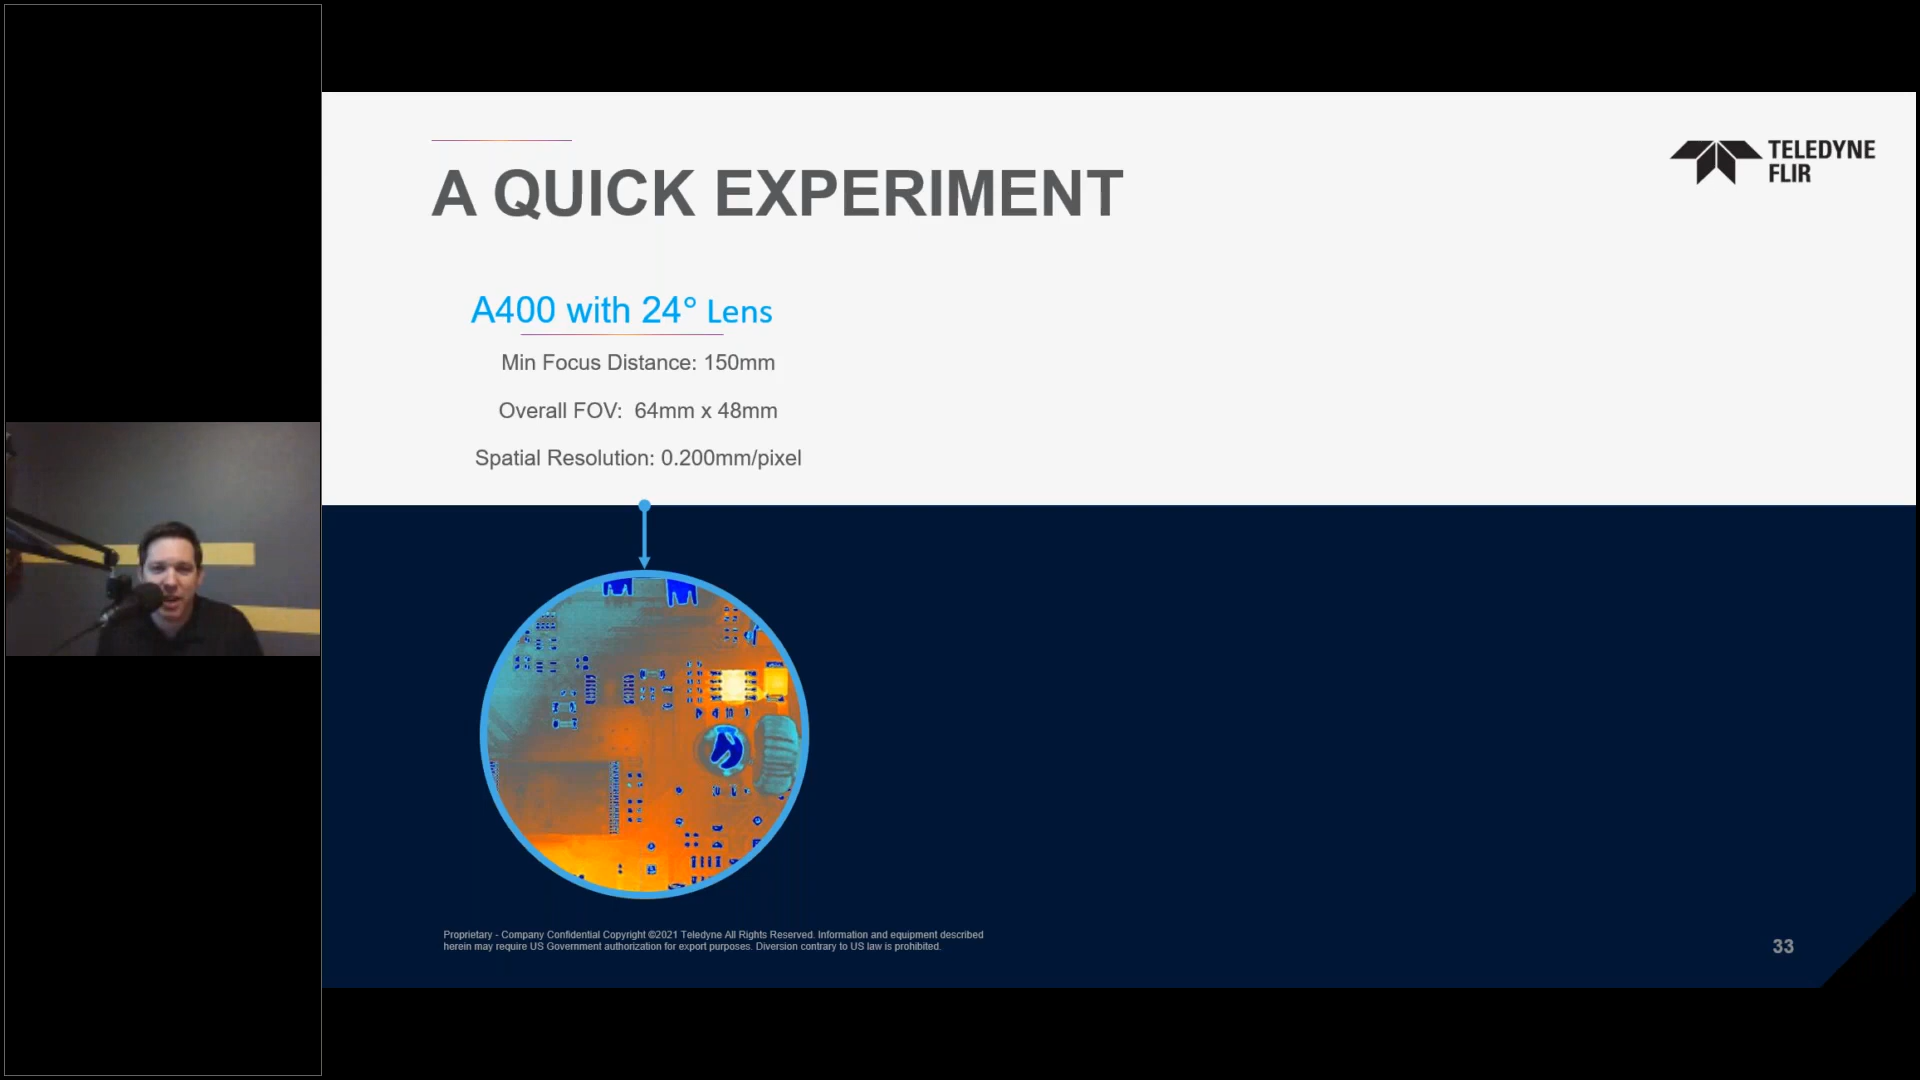 A QUICK EXPERIMENT
TELEDYNE
FLIR
A400 with 24° Lens
Min Focus Distance: 150mm
Overall FOV: 64mm x 48mm
Spatial Resolution: 0.200mm/pixel
Proprietary - Company Confidential Copyright ©2021 Teledyne All Rights Reserved. Information and equipment described
herein may require US Government authorization for export purposes. Diversion contrary to US law is prohibited.
33